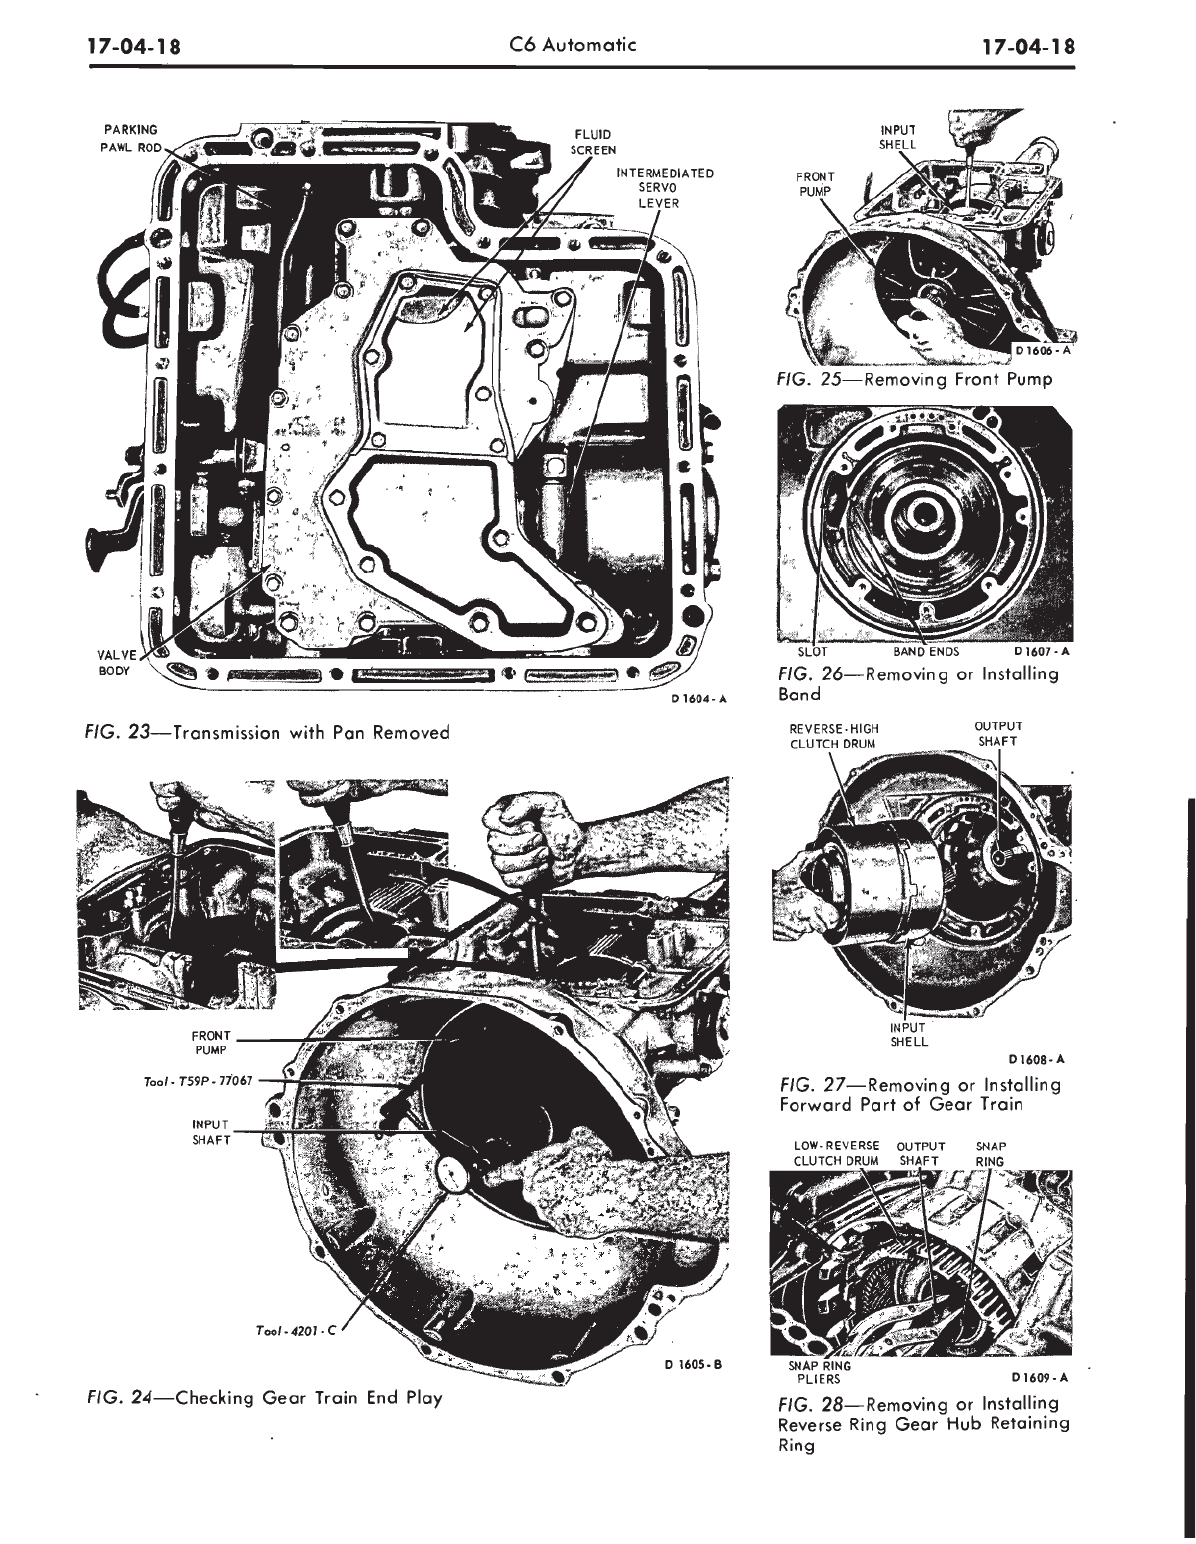 17-04-18
C6 Automatic
17-04-18
PARKING
PAWL ROD
FLUID
SCREEN
INTERMEDIATED
SERVO
LEVER
VALVE
BODY
D 1604-A
FIG. 23—Transmission with Pan Removed
FRONT
PUMP
Tool-T59P-77067
INPUT
SHAFT
Tool-4201-C
D 1605-B
FIG. 24—Checking Gear Train End Play
INPUT
SHELL
FRONT
PUMP
D 1606-A
FIG. 25—Removing Front Pump
SLOT
BAND ENDS
D 1607-A
FIG. 26—Removing or Installing
Band
REVERSE-HIGH
CLUTCH DRUM
OUTPUT
SHAFT
INPUT
SHELL
D 1608-A
FIG. 27—Removing or Installing
Forward Part of Gear Train
LOW-REVERSE
CLUTCH DRUM
OUTPUT
SHAFT
SNAP
RING
SNAP RING
PLIERS
D 1609-A
FIG. 28—Removing or Installing
Reverse Ring Gear Hub Retaining
Ring